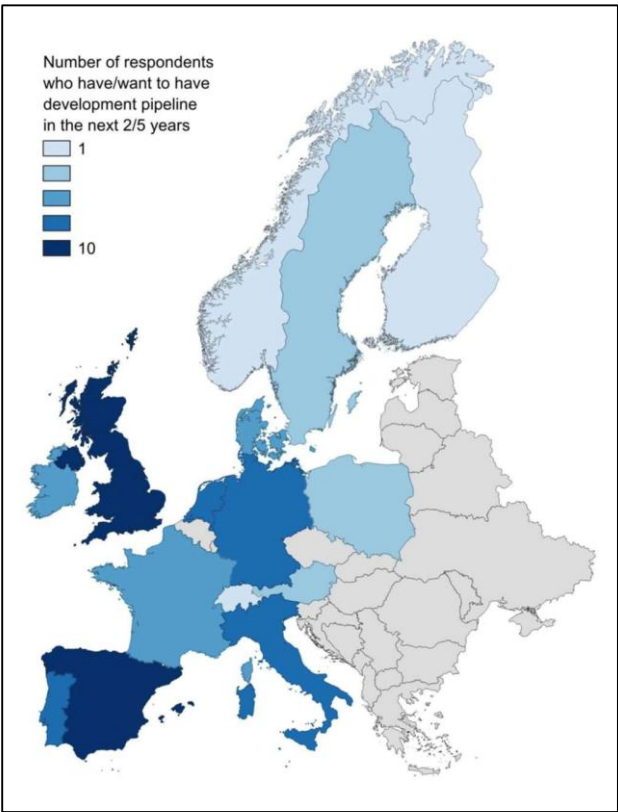 Number of respondents
who have/want to have
development pipeline
in the next 2/5 years
1
10